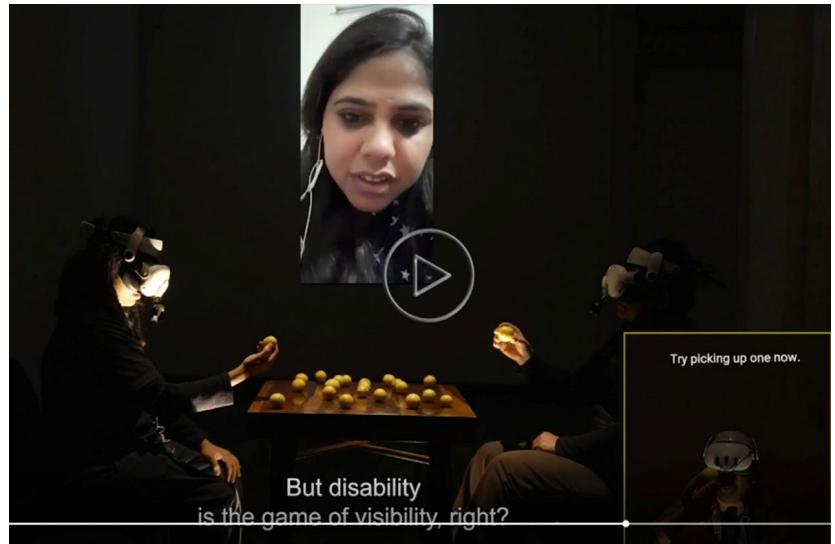 Try picking up one now.
But disability
is the game of visibility, right?